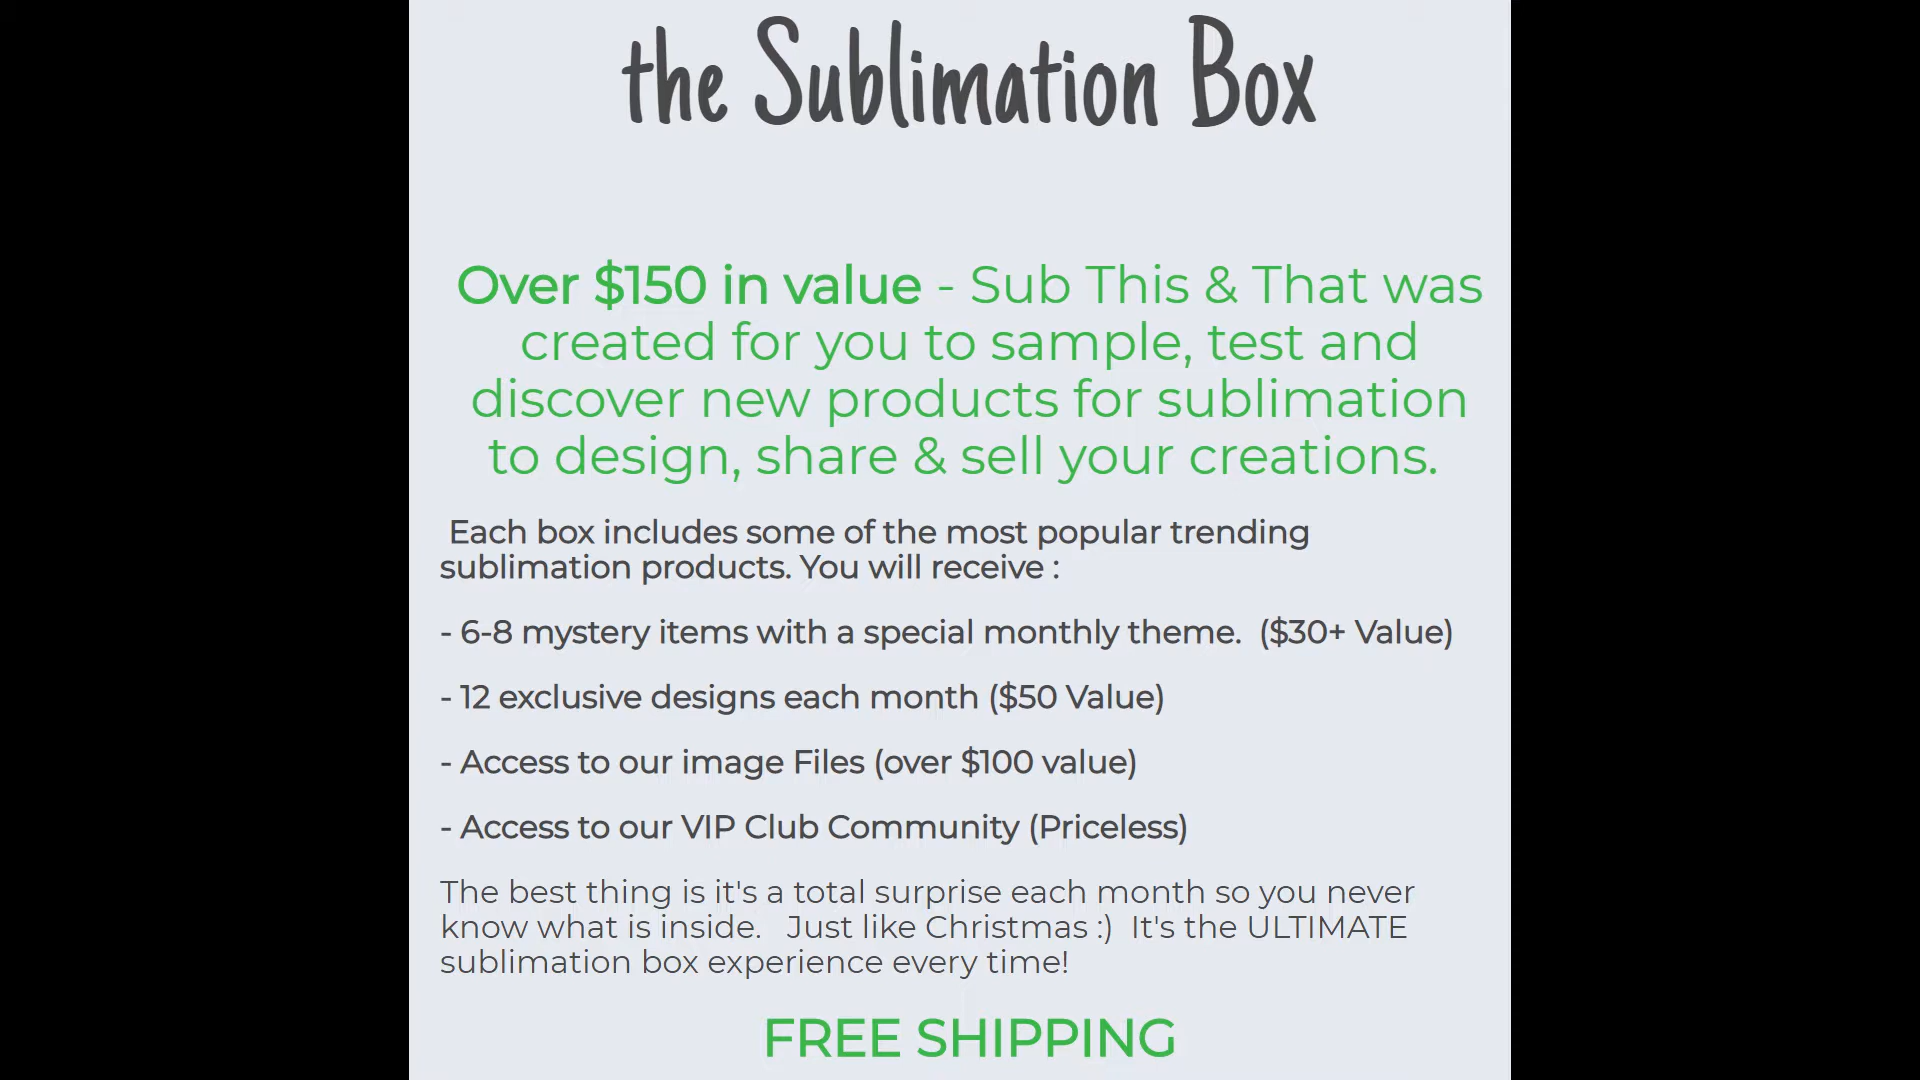 the Sublimation Box
Over $150 in value - Sub This & That was
created for you to sample, test and
discover new products for sublimation
to design, share & sell your creations.
Each box includes some of the most popular trending
sublimation products. You will receive :
- 6-8 mystery items with a special monthly theme.  ($30+ Value)
- 12 exclusive designs each month ($50 Value)
- Access to our image Files (over $100 value)
- Access to our VIP Club Community (Priceless)
The best thing is it's a total surprise each month so you never
know what is inside.   Just like Christmas :)  It's the ULTIMATE
sublimation box experience every time!
FREE SHIPPING